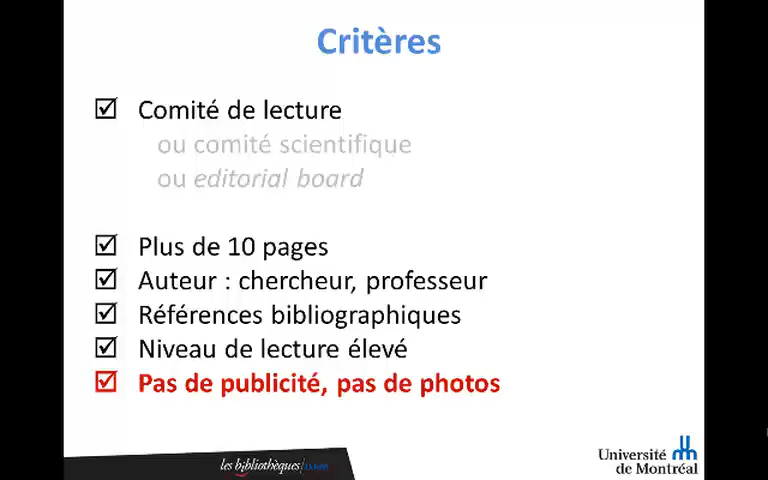 Critères
Comité de lecture
ou comité scientifique
ou editorial board
Plus de 10 pages
Auteur : chercheur, professeur
Références bibliographiques
Niveau de lecture élevé
Pas de publicité, pas de photos
les bibliothèques/UdeM
Université
de Montréal